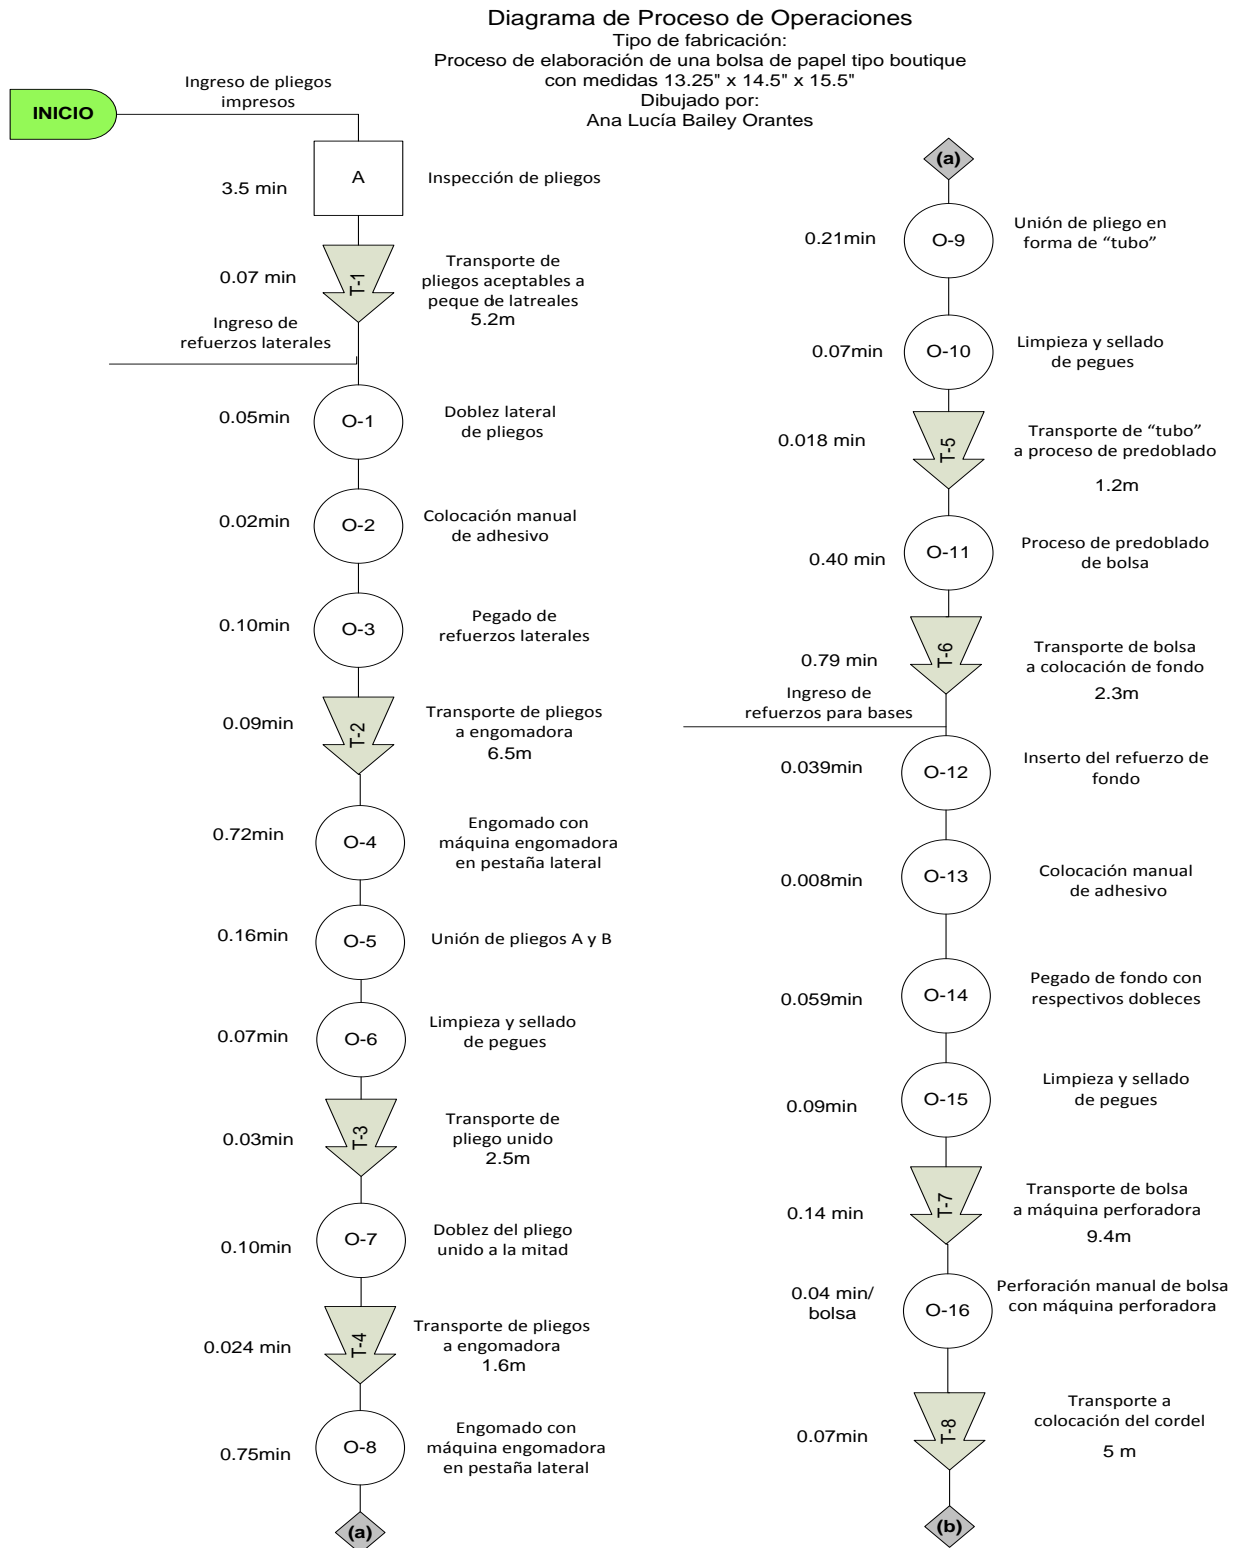 Diagrama de Proceso de Operaciones
Tipo de fabricación:
Proceso de elaboración de una bolsa de papel tipo boutique
con medidas 13.25" x 14.5" x 15.5"
Dibujado por:
Ana Lucía Bailey Orantes
INICIO
Ingreso de pliegos
impresos
3.5 min
A
Inspección de pliegos
0.07 min
T-1
Transporte de
pliegos aceptables a
peque de latreales
5.2m
Ingreso de
refuerzos laterales
0.05min
O-1
Doblez lateral
de pliegos
0.02min
O-2
Colocación manual
de adhesivo
0.10min
O-3
Pegado de
refuerzos laterales
0.09min
T-2
Transporte de pliegos
a engomadora
6.5m
0.72min
O-4
Engomado con
máquina engomadora
en pestaña lateral
0.16min
O-5
Unión de pliegos A y B
0.07min
O-6
Limpieza y sellado
de pegues
0.03min
T-3
Transporte de
pliego unido
2.5m
0.10min
O-7
Doblez del pliego
unido a la mitad
0.024 min
T-4
Transporte de pliegos
a engomadora
1.6m
0.75min
O-8
Engomado con
máquina engomadora
en pestaña lateral
(a)
(a)
0.21min
O-9
Unión de pliego en
forma de “tubo”
0.07min
O-10
Limpieza y sellado
de pegues
0.018 min
T-5
Transporte de “tubo”
a proceso de predoblado
1.2m
0.40 min
O-11
Proceso de predoblado
de bolsa
0.79 min
T-6
Transporte de bolsa
a colocación de fondo
2.3m
Ingreso de
refuerzos para bases
0.039min
O-12
Inserto del refuerzo de
fondo
0.008min
O-13
Colocación manual
de adhesivo
0.059min
O-14
Pegado de fondo con
respectivos dobleces
0.09min
O-15
Limpieza y sellado
de pegues
0.14 min
T-7
Transporte de bolsa
a máquina perforadora
9.4m
0.04 min/
bolsa
O-16
Perforación manual de bolsa
con máquina perforadora
0.07min
T-8
Transporte a
colocación del cordel
5 m
(b)